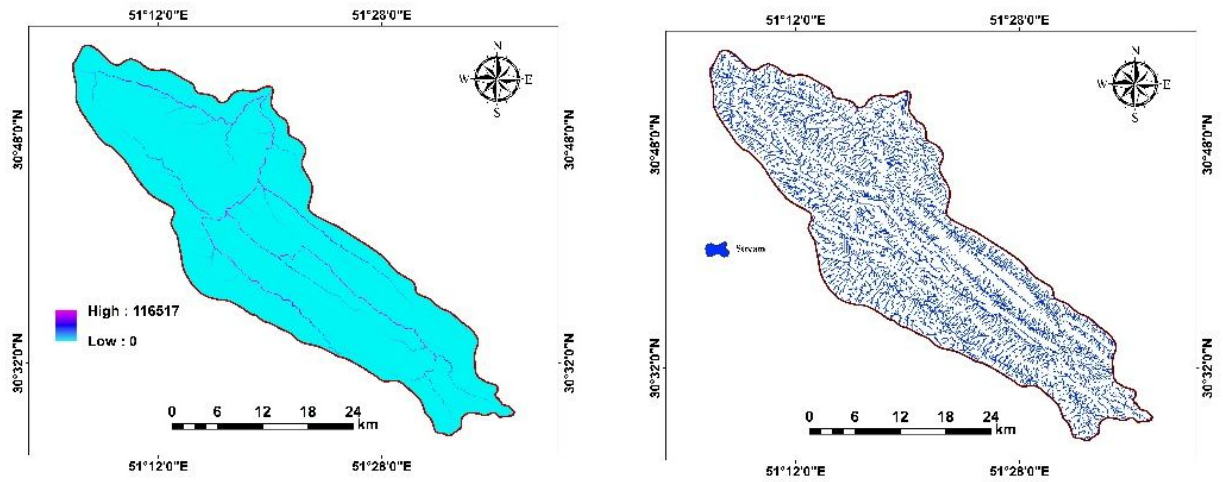 51°12'0"E 51°28'0"E
N
W E
S
30°48'0"N 30°48'0"N
High : 116517
Low : 0
30°32'0"N 30°32'0"N
0 6 12 18 24
km
51°12'0"E 51°28'0"E
51°12'0"E 51°28'0"E
N
W E
S
30°48'0"N 30°48'0"N
Stream
30°32'0"N 30°32'0"N
0 6 12 18 24
km
51°12'0"E 51°28'0"E